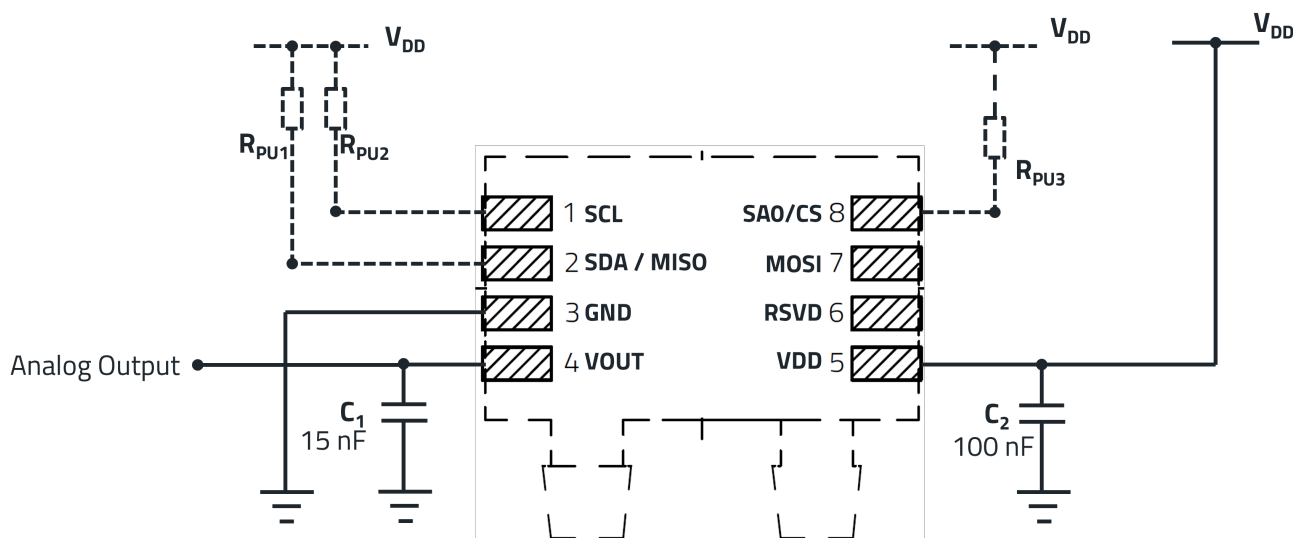 VDD
VDD
VDD
RPU1
RPU2
RPU3
1 SCL
SA0/CS 8
2 SDA / MISO
MOSI 7
3 GND
RSVD 6
Analog Output
4 VOUT
VDD 5
C1
15 nF
C2
100 nF